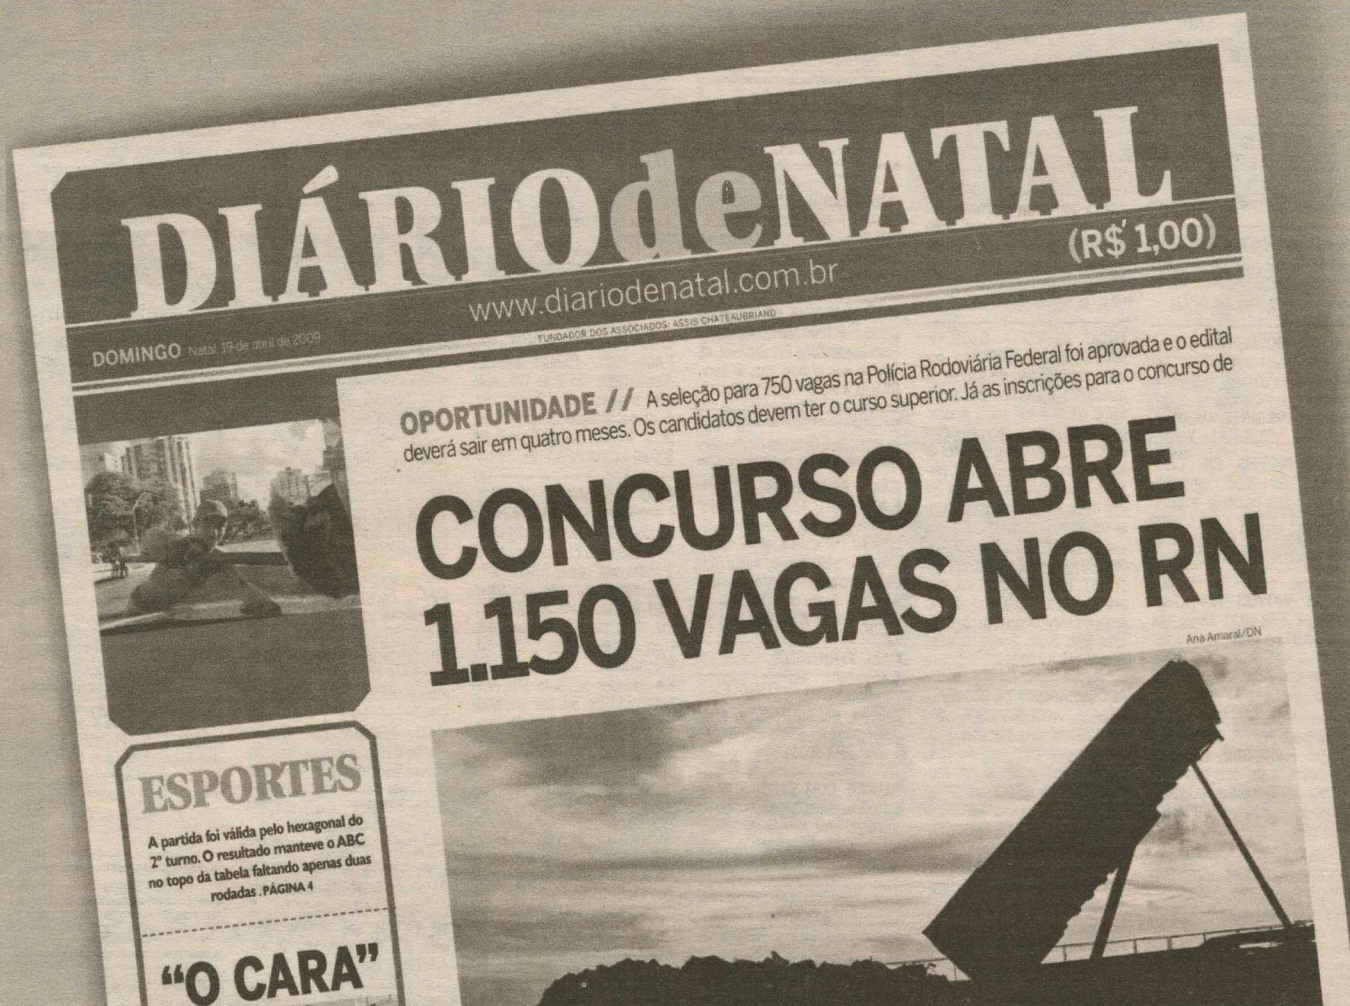 DIÁRIOdeNATAL
(R$ 1,00)
www.diariodenatal.com.br
DOMINGO Natal, 19 de abril de 2009
FUNDADOR DOS ASSOCIADOS: ASSIS CHATEAUBRIAND
OPORTUNIDADE // A seleção para 750 vagas na Polícia Rodoviária Federal foi aprovada e o edital
deverá sair em quatro meses. Os candidatos devem ter o curso superior. Já as inscrições para o concurso de
CONCURSO ABRE
1.150 VAGAS NO RN
Ana Amaral/DN
ESPORTES
A partida foi válida pelo hexagonal do
2º turno. O resultado manteve o ABC
no topo da tabela faltando apenas duas
rodadas . PÁGINA 4
“O CARA”